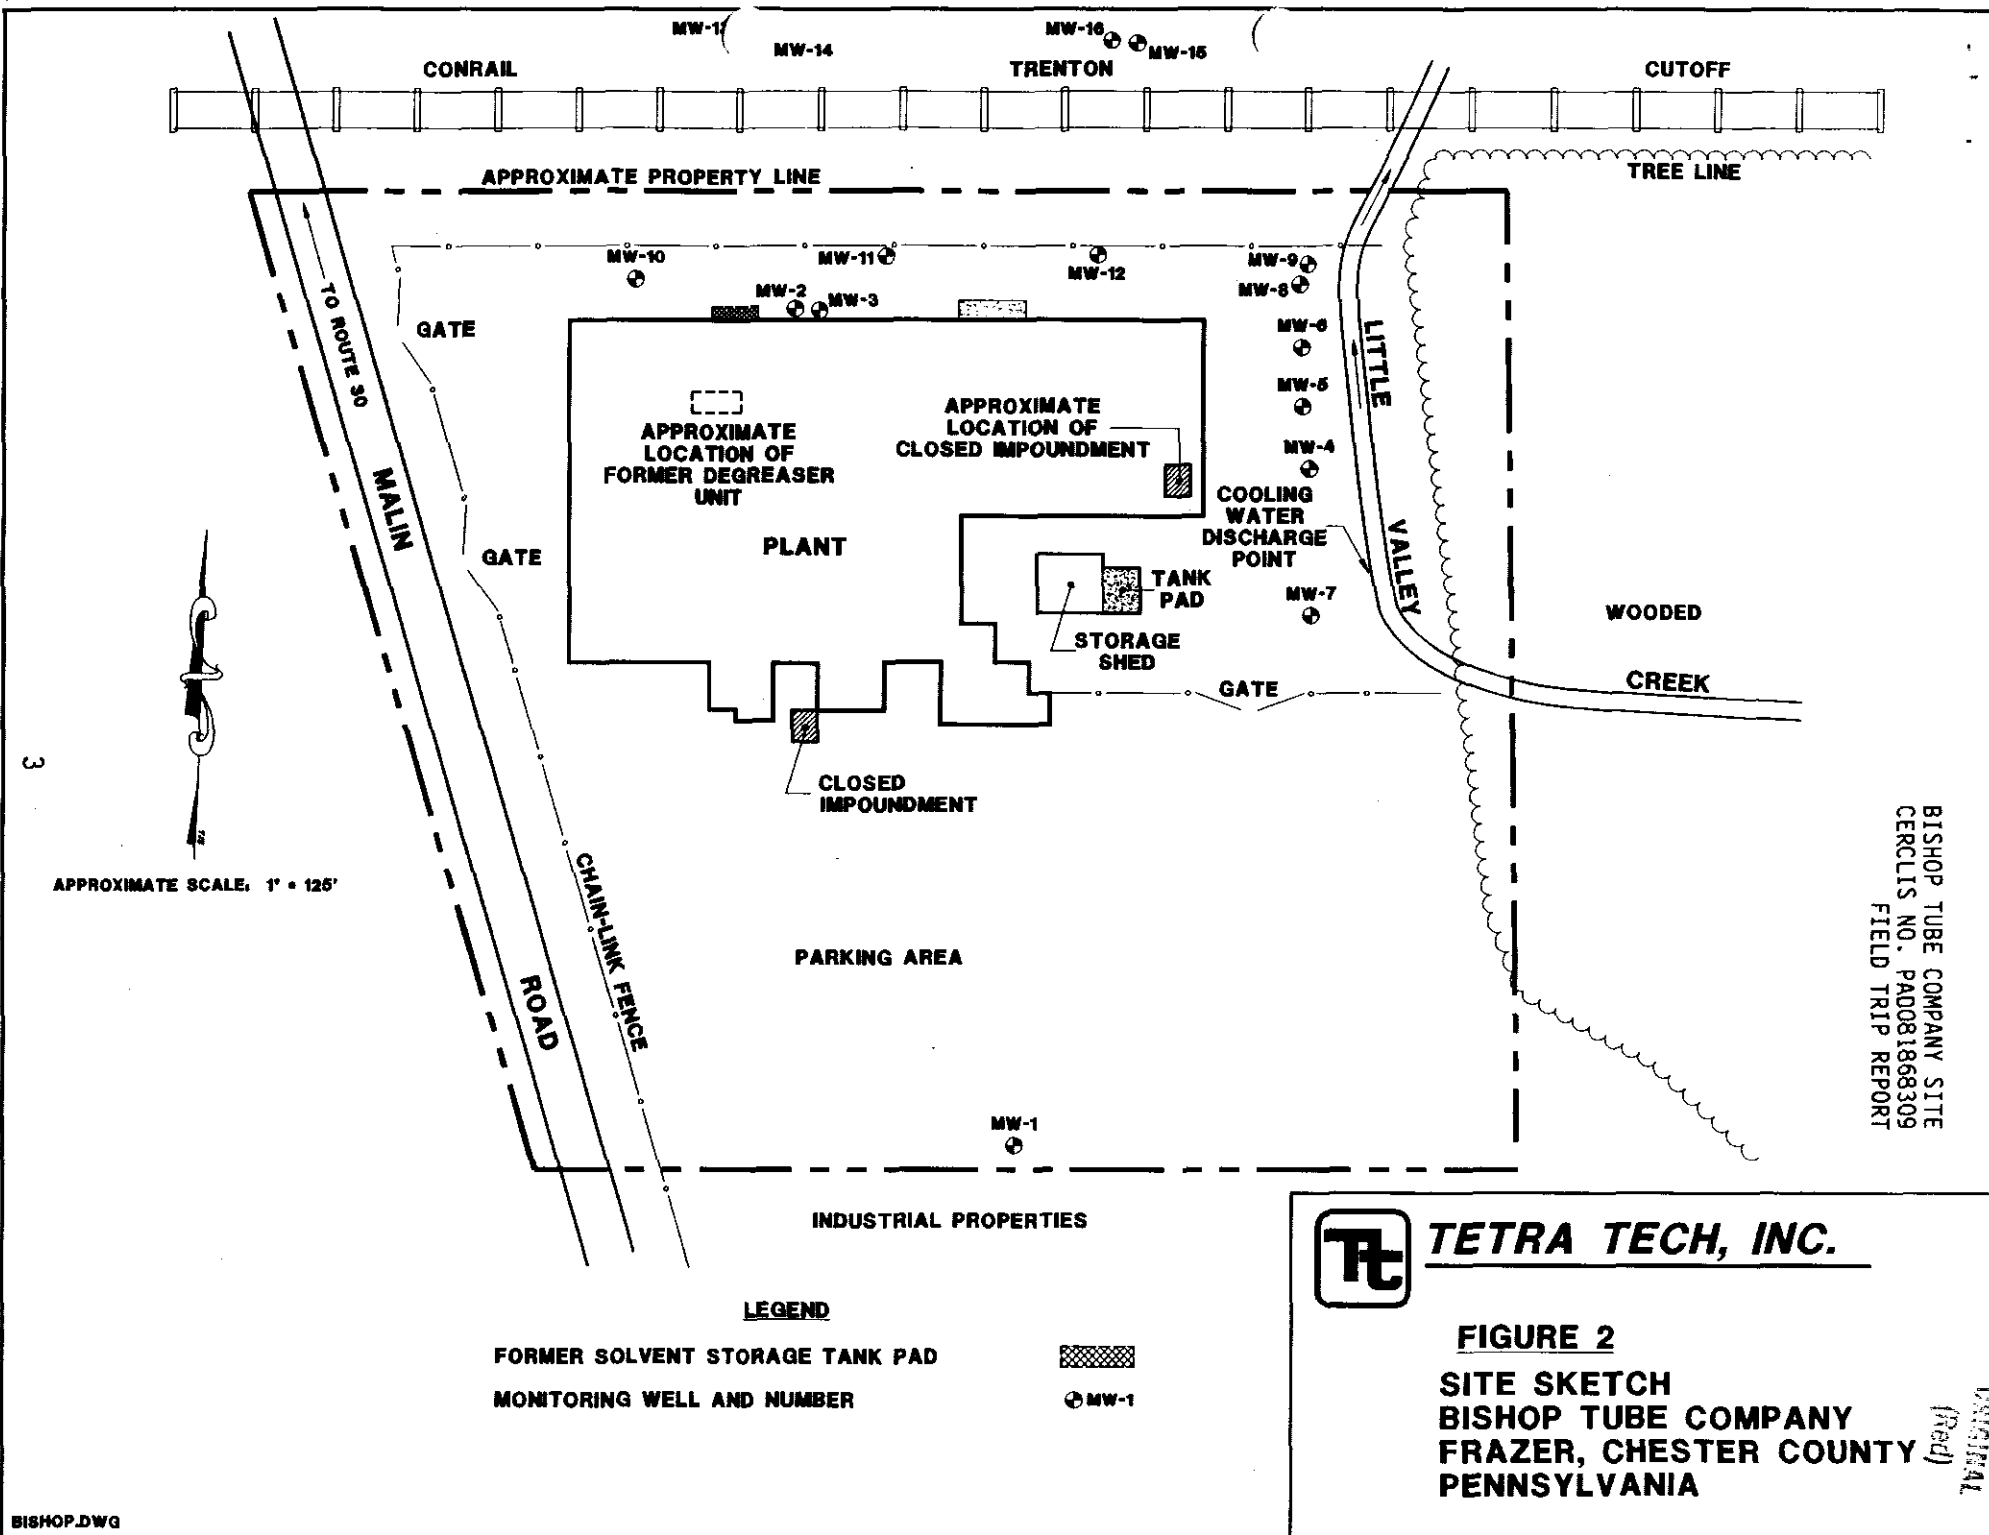 MW-14
MW-16
MW-15
CONRAIL
TRENTON
CUTOFF
APPROXIMATE PROPERTY LINE
TREE LINE
MW-10
MW-11
MW-12
MW-9
MW-8
MW-2
MW-3
TO ROUTE 30
GATE
MW-6
LITTLE
MW-5
APPROXIMATE
LOCATION OF
FORMER DEGREASER
UNIT
APPROXIMATE
LOCATION OF
CLOSED IMPOUNDMENT
MW-4
MALIN
COOLING
WATER
DISCHARGE
POINT
PLANT
GATE
VALLEY
TANK
PAD
MW-7
WOODED
STORAGE
SHED
GATE
CREEK
3
CLOSED
IMPOUNDMENT
APPROXIMATE SCALE: 1" = 125'
CHAIN-LINK FENCE
BISHOP TUBE COMPANY SITE
CERCLIS NO. PAD081868309
FIELD TRIP REPORT
PARKING AREA
ROAD
MW-1
INDUSTRIAL PROPERTIES
Tt
TETRA TECH, INC.
LEGEND
FORMER SOLVENT STORAGE TANK PAD
MONITORING WELL AND NUMBER
MW-1
FIGURE 2
SITE SKETCH
BISHOP TUBE COMPANY
FRAZER, CHESTER COUNTY
PENNSYLVANIA
ORIGINAL
(Red)
BISHOP.DWG